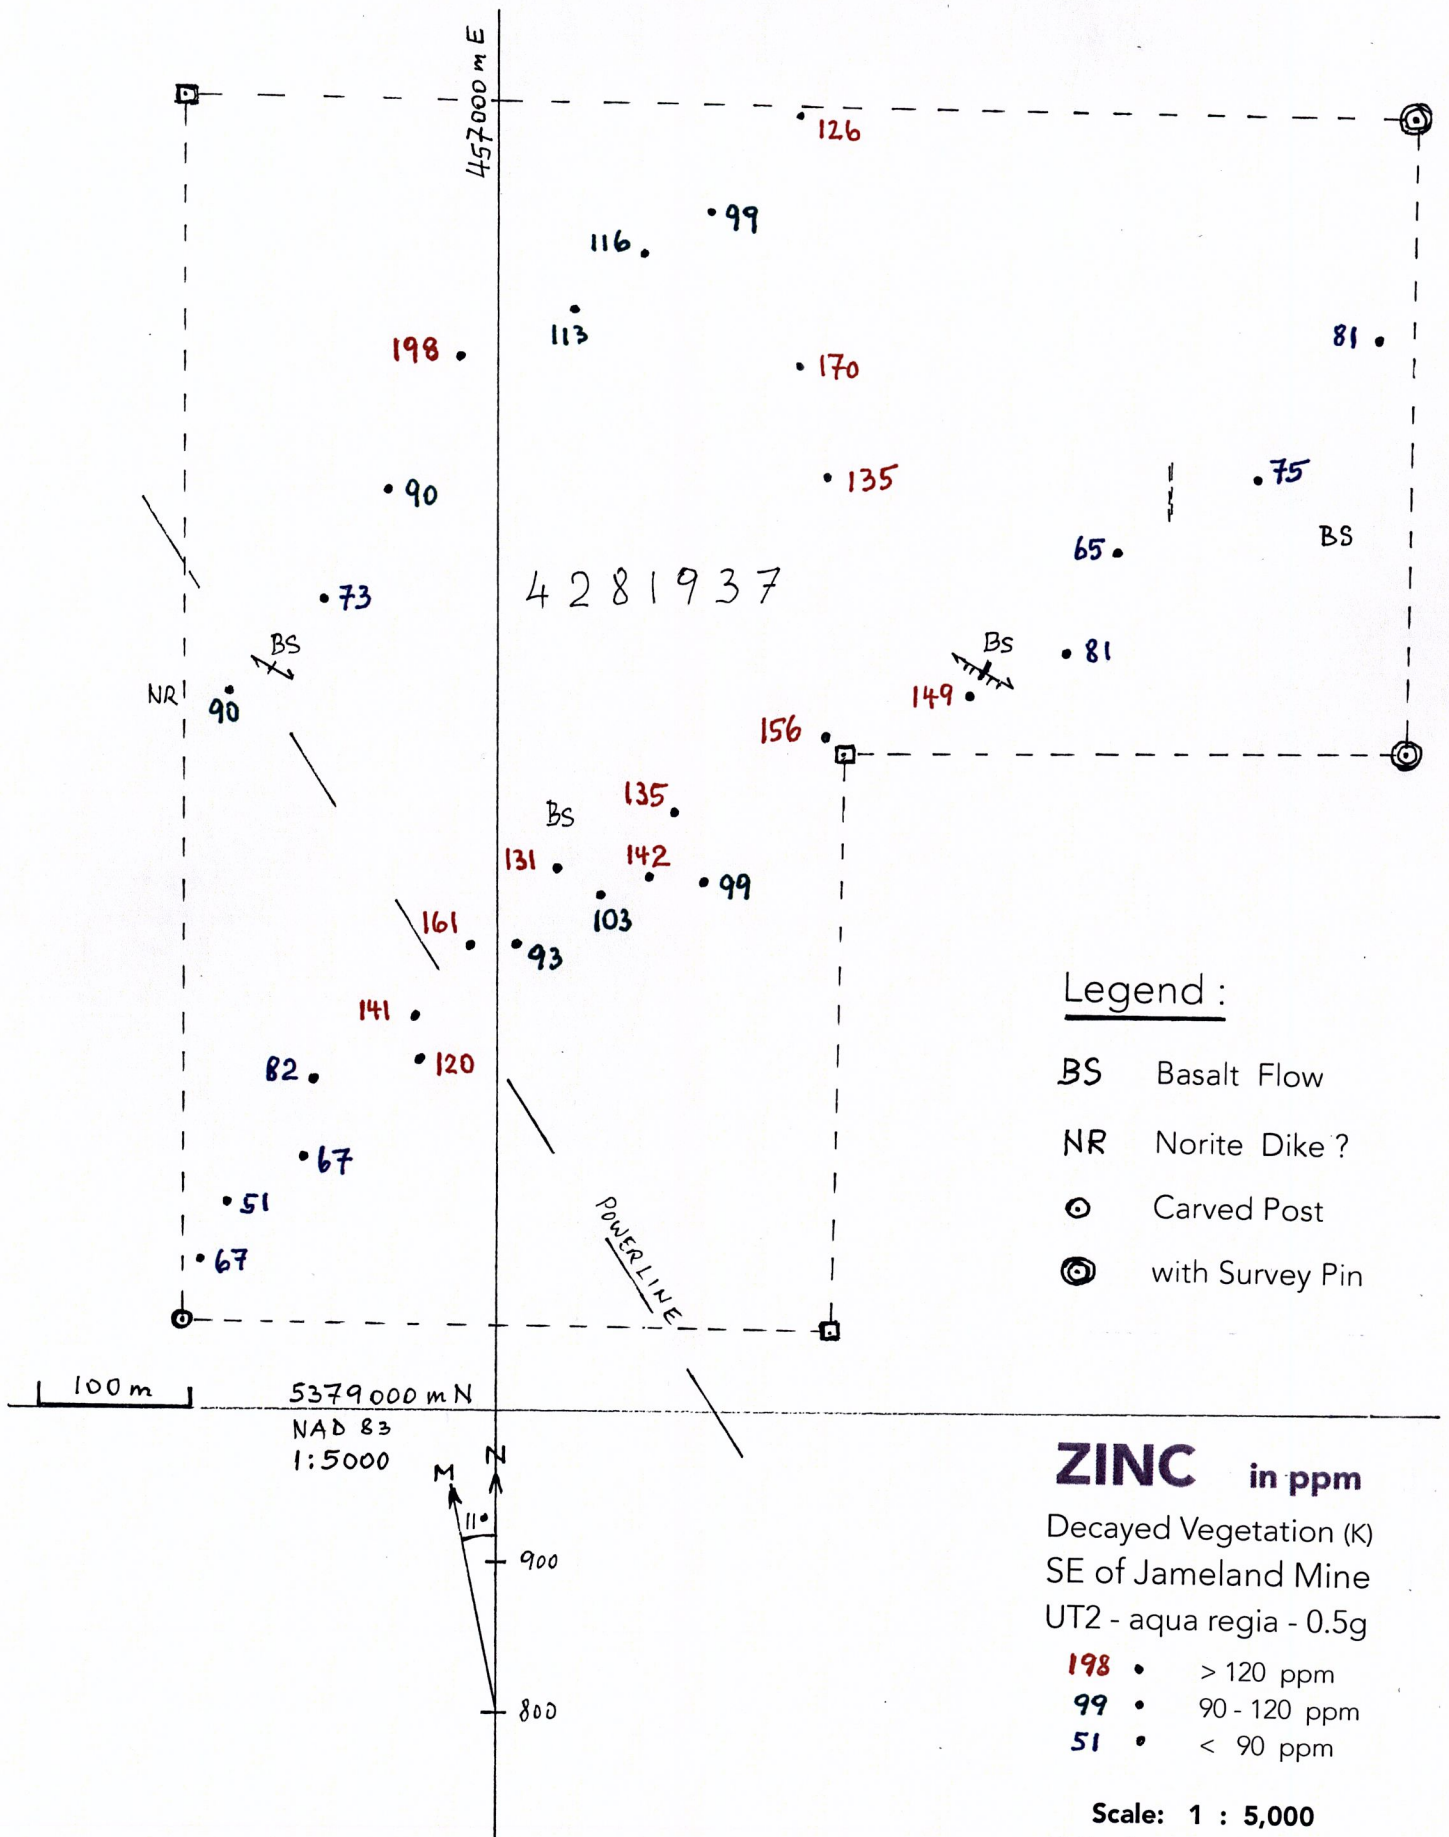 457000 m E
126
99
116
113
198
170
81
135
75
90
65
BS
4281937
73
BS
BS
81
NR
90
149
156
135
BS
131
142
99
103
161
93
141
120
82
67
51
67
POWERLINE
Legend :
BS Basalt Flow
NR Norite Dike ?
Carved Post
with Survey Pin
100 m
5379000 m N
NAD 83
1:5000
M
N
11°
900
800
ZINC in ppm
Decayed Vegetation (K)
SE of Jameland Mine
UT2 - aqua regia - 0.5g
198 • > 120 ppm
99 • 90 - 120 ppm
51 • < 90 ppm
Scale: 1 : 5,000